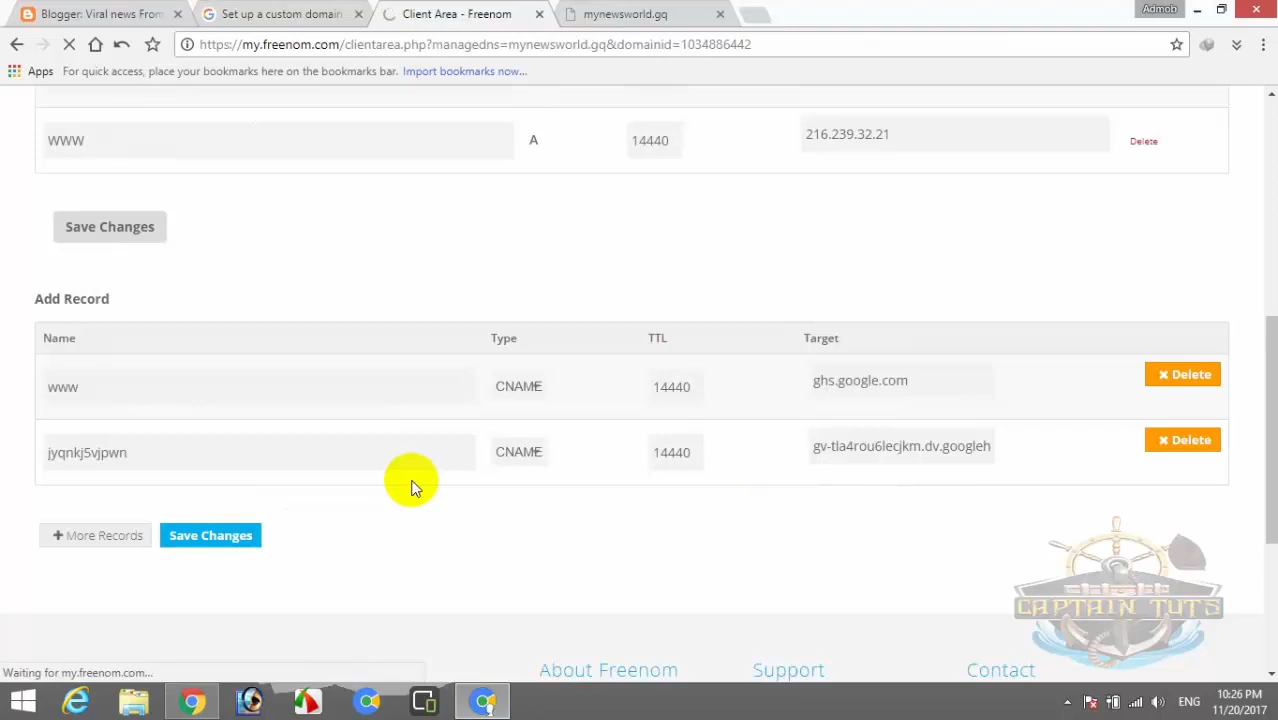 Blogger: Viral news From
Set up a custom domain
Client Area - Freenom
mynewsworld.gq
Admob
https://my.freenom.com/clientarea.php?managedns=mynewsworld.gq&domainid=1034886442
Apps
For quick access, place your bookmarks here on the bookmarks bar. Import bookmarks now...
WWW
A
14440
216.239.32.21
Delete
Save Changes
Add Record
Name
Type
TTL
Target
www
CNAME
14440
ghs.google.com
Delete
jyqnkj5vjpwn
CNAME
14440
gv-tla4rou6lecjkm.dv.googleh
Delete
More Records
Save Changes
CAPTAIN TUTS
About Freenom
Support
Contact
Waiting for my.freenom.com...
ENG
10:26 PM
11/20/2017